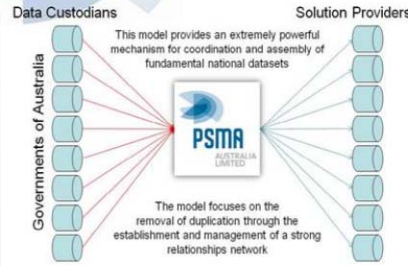 Data Custodians
Solution Providers
This model provides an extremely powerful
mechanism for coordination and assembly of
fundamental national datasets
Governments of Australia
PSMA
AUSTRALIA
LIMITED
The model focuses on the
removal of duplication through the
establishment and management of a strong
relationships network